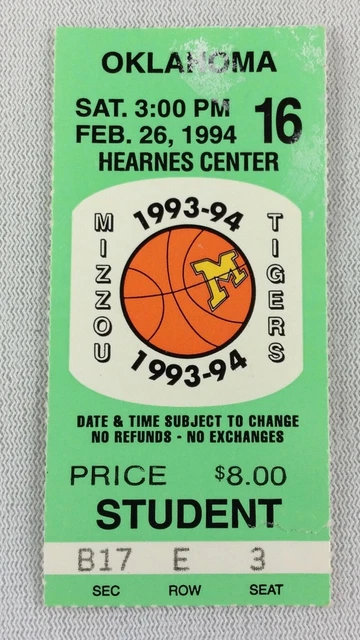 OKLAHOMA
SAT. 3:00 PM
FEB. 26, 1994
16
HEARNES CENTER
1993-94
MIZZOU
M
TIGERS
1993-94
DATE & TIME SUBJECT TO CHANGE
NO REFUNDS - NO EXCHANGES
PRICE $8.00
STUDENT
B17 E 3
SEC ROW SEAT